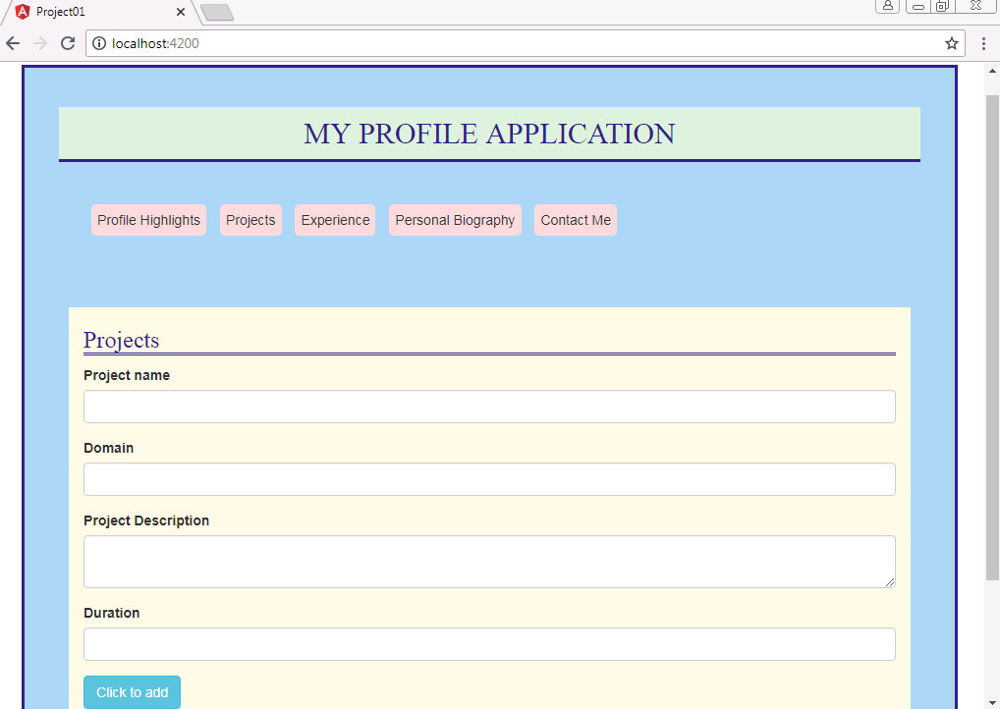 Project01
localhost:4200
MY PROFILE APPLICATION
Profile Highlights Projects Experience Personal Biography Contact Me
Projects
Project name
Domain
Project Description
Duration
Click to add